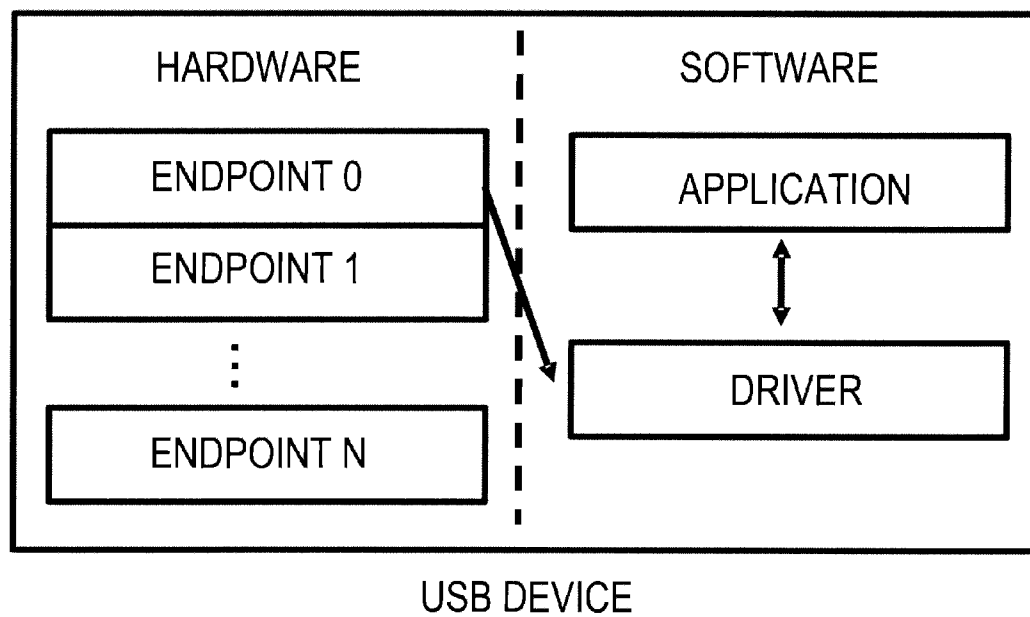 HARDWARE
SOFTWARE
ENDPOINT 0
ENDPOINT 1
⋮
ENDPOINT N
APPLICATION
DRIVER
USB DEVICE